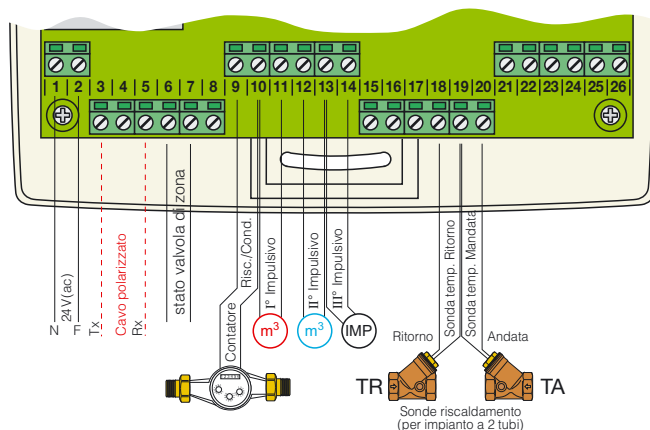 1 | 2 | 3 | 4 | 5 | 6 | 7 | 8 | 9 | 10 | 11 | 12 | 13 | 14 | 15 | 16 | 17 | 18 | 19 | 20 | 21 | 22 | 23 | 24 | 25 | 26
N
24V(ac)
F
Tx
Cavo polarizzato
Rx
stato valvola di zona
Contatore
Risc./Cond.
I° Impulsivo
II° Impulsivo
III° Impulsivo
m³
m³
IMP
Sonda temp. Ritorno
Sonda temp. Mandata
Ritorno
Andata
TR
TA
Sonde riscaldamento
(per impianto a 2 tubi)